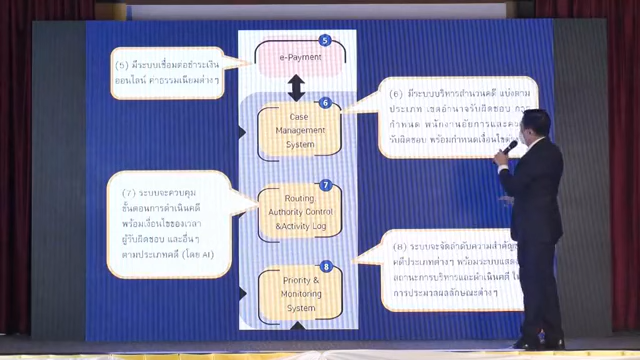 5
e-Payment
(5) มีระบบเชื่อมต่อชำระเงิน
ออนไลน์ ค่าธรรมเนียมต่างๆ
6
Case
Management
System
(6) มีระบบบริหารสำนวนคดี แบ่งตาม
ประเภท เขตอำนาจรับผิดชอบ การ
กำหนด พนักงานอัยการและ
รับผิดชอบ พร้อมกำหนดเงื่อนไข
7
Routing
Authority Control
&Activity Log
(7) ระบบจะควบคุม
ขั้นตอนการดำเนินคดี
พร้อมเงื่อนไขของเวลา
ผู้รับผิดชอบ และอื่นๆ
ตามประเภทคดี (โดย AI)
8
Priority &
Monitoring
System
(8) ระบบจะจัดลำดับความสำคัญ
คดีประเภทต่างๆ พร้อมระบบแสดง
สถานะการบริหารและดำเนินคดี
การประมวลผลลักษณะต่างๆ